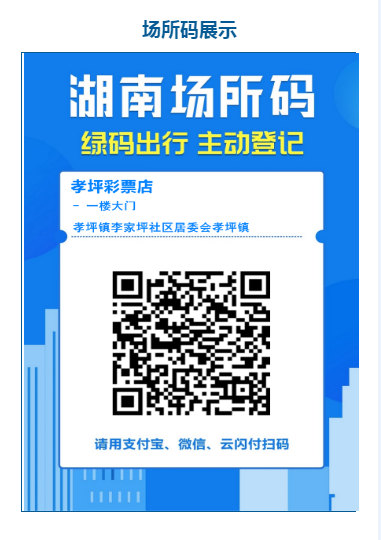 场所码展示
湖南场所码
绿码出行 主动登记
孝坪彩票店
- 一楼大门
孝坪镇李家坪社区居委会孝坪镇
请用支付宝、微信、云闪付扫码